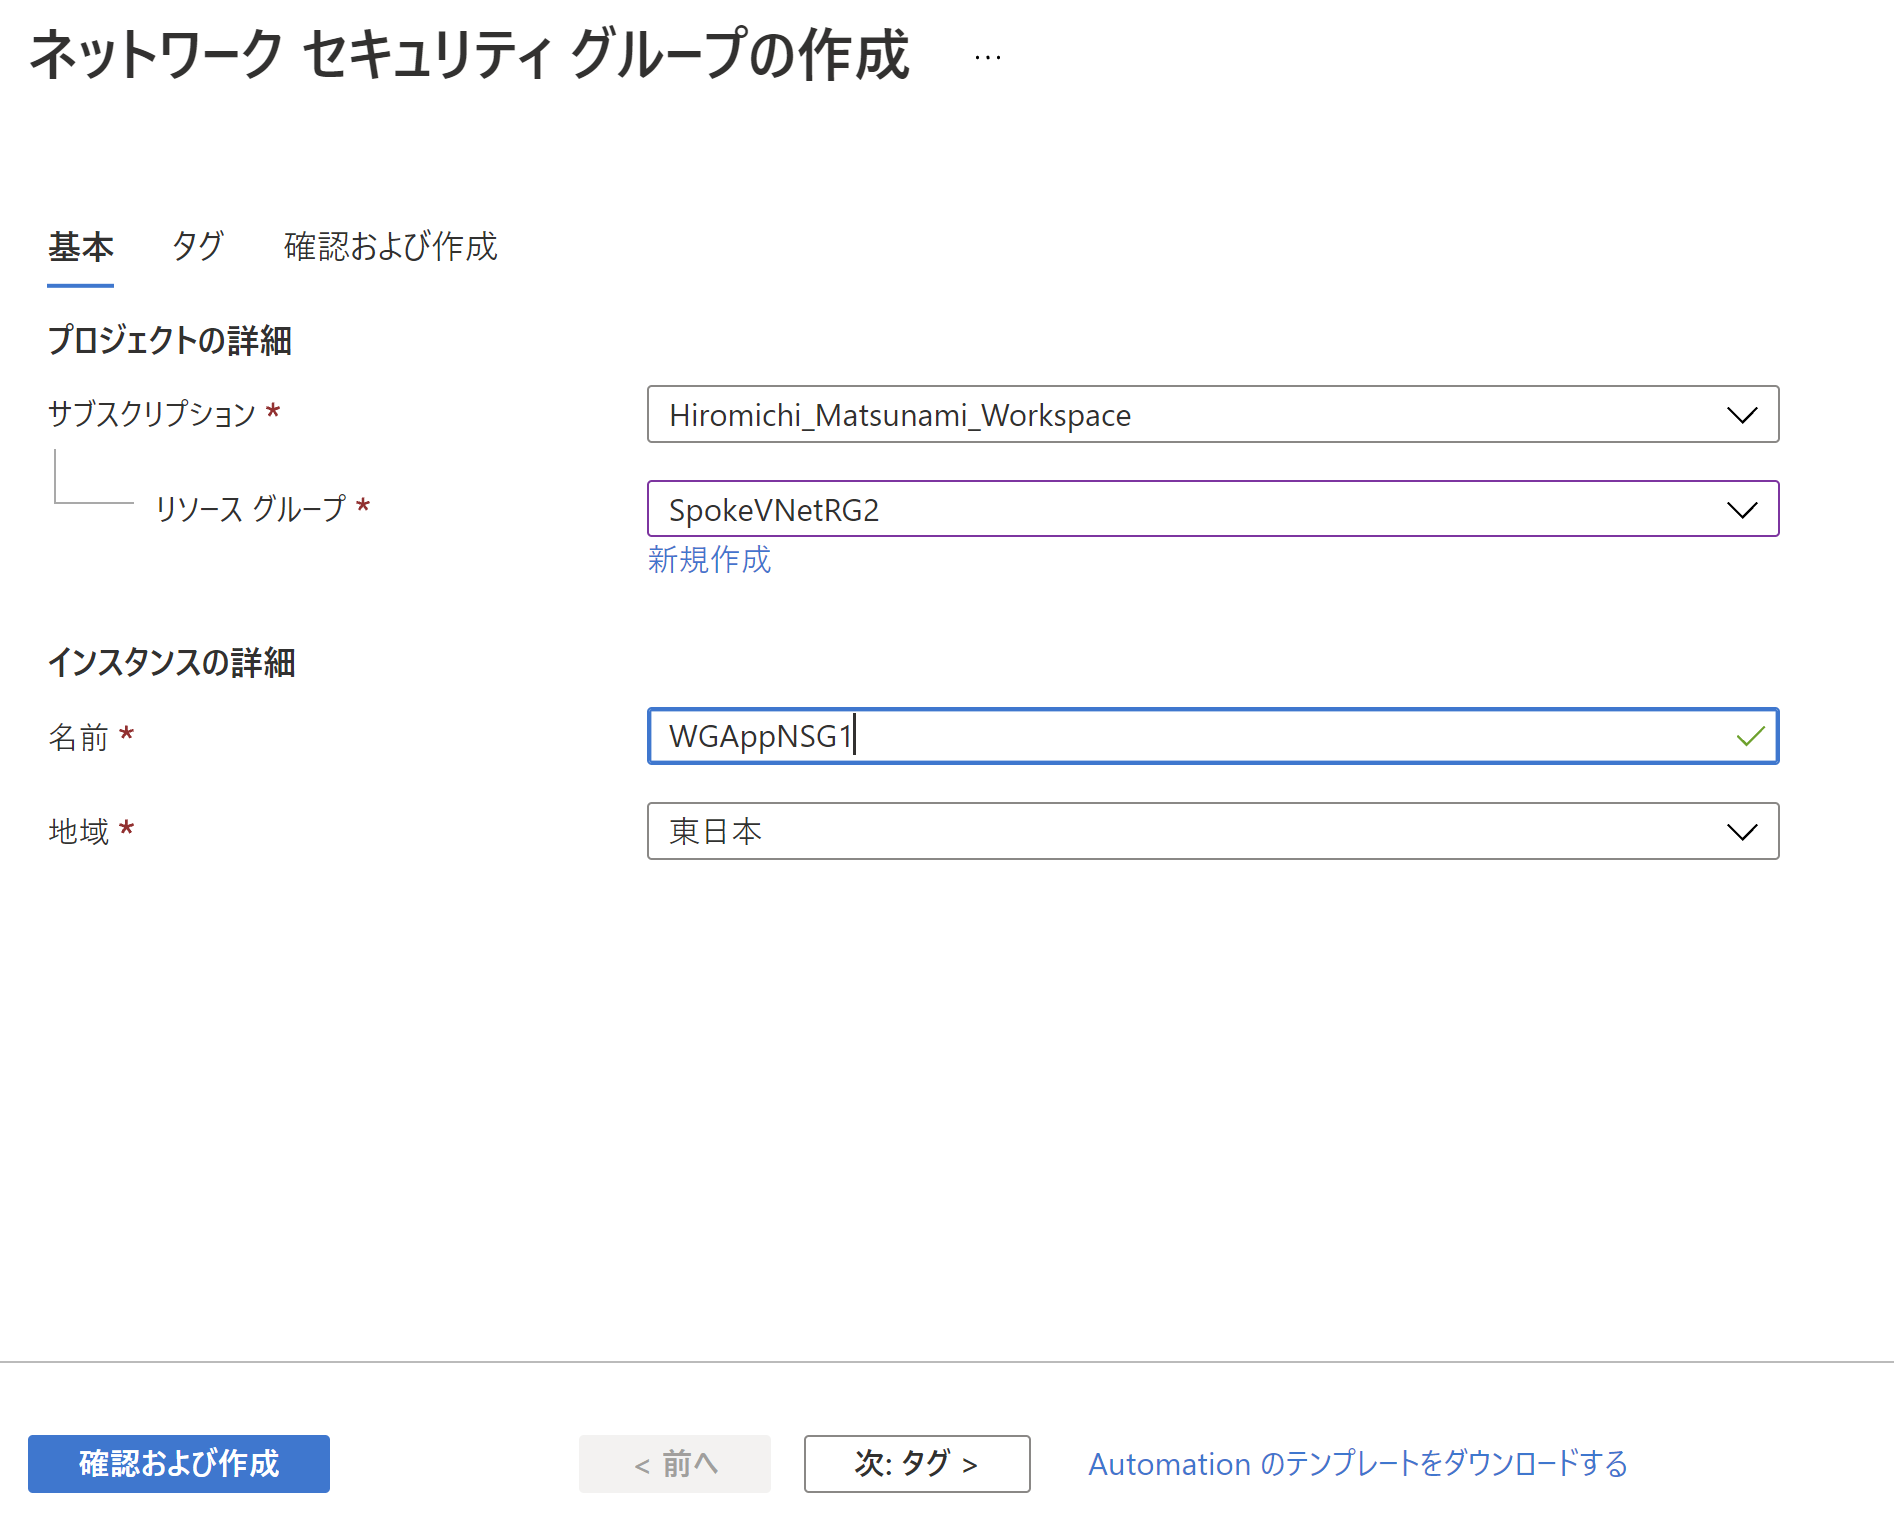 ネットワーク セキュリティ グループの作成 ...
基本 タグ 確認および作成
プロジェクトの詳細
サブスクリプション * Hiromichi_Matsunami_Workspace
リソース グループ * SpokeVNetRG2
新規作成
インスタンスの詳細
名前 * WGAppNSG1
地域 * 東日本
確認および作成 < 前へ 次: タグ > Automation のテンプレートをダウンロードする